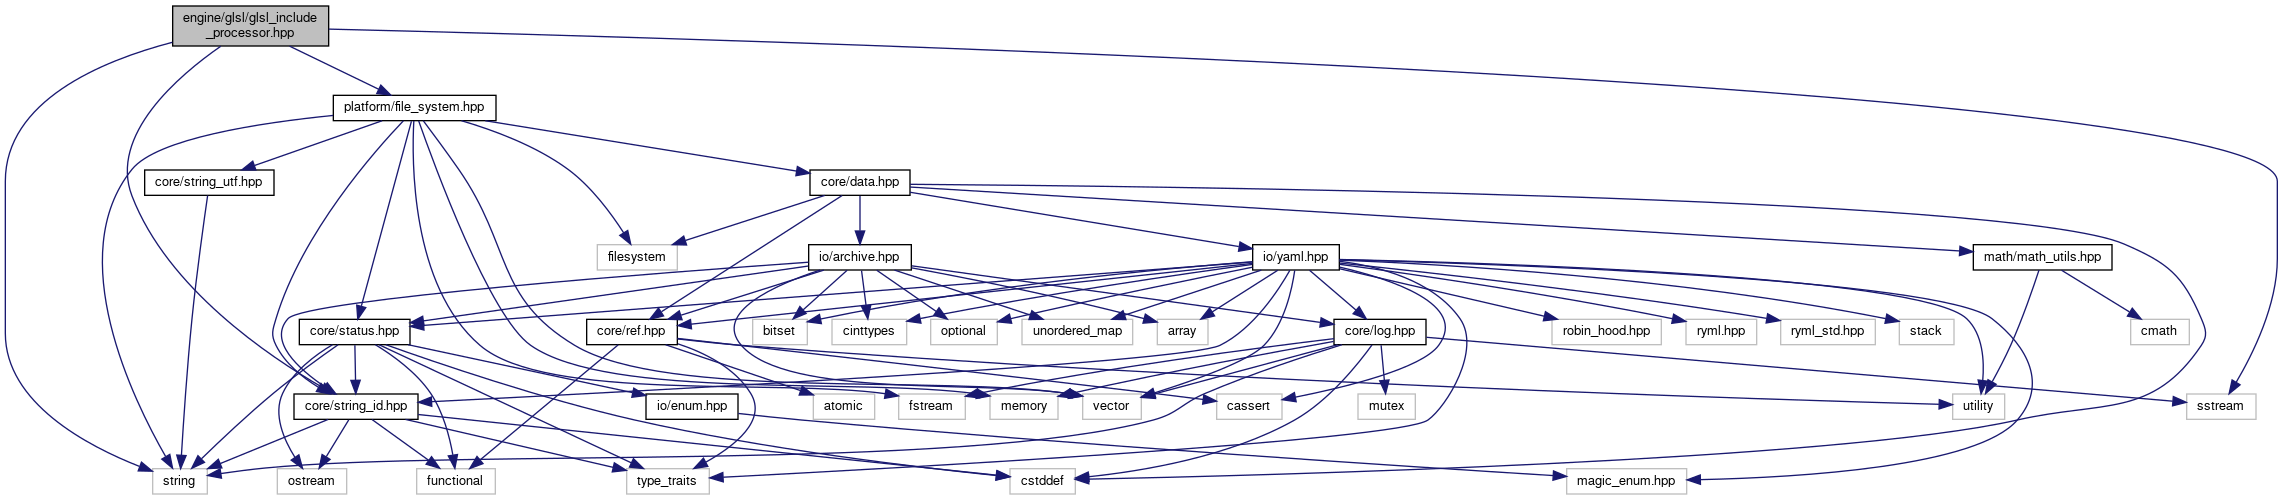 engine/glsl/glsl_include
_processor.hpp
platform/file_system.hpp
core/string_utf.hpp
core/data.hpp
filesystem
io/archive.hpp
io/yaml.hpp
math/math_utils.hpp
core/status.hpp
core/ref.hpp
bitset
cinttypes
optional
unordered_map
array
core/log.hpp
robin_hood.hpp
ryml.hpp
ryml_std.hpp
stack
cmath
core/string_id.hpp
io/enum.hpp
atomic
fstream
memory
vector
cassert
mutex
utility
sstream
string
ostream
functional
type_traits
cstddef
magic_enum.hpp